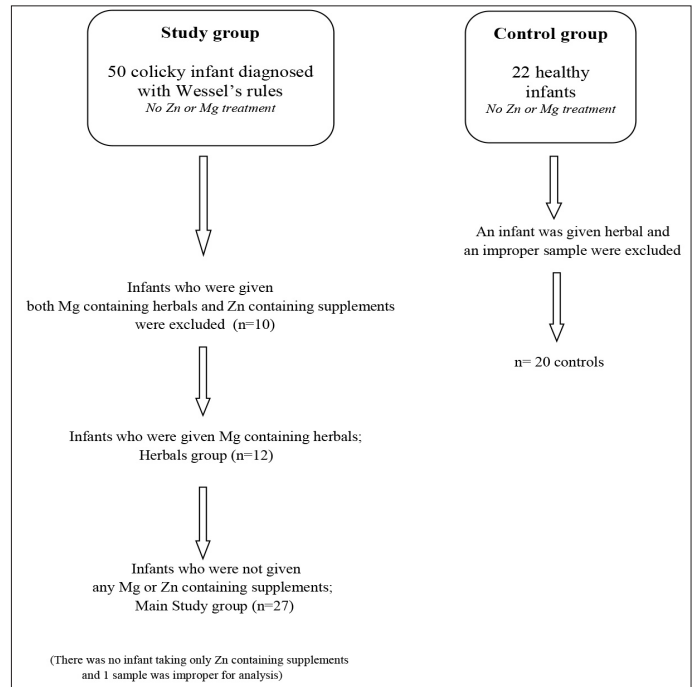 Study group
50 colicky infant diagnosed
with Wessel's rules
No Zn or Mg treatment
Infants who were given
both Mg containing herbals and Zn containing supplements
were excluded (n=10)
Infants who were given Mg containing herbals;
Herbals group (n=12)
Infants who were not given
any Mg or Zn containing supplements;
Main Study group (n=27)
(There was no infant taking only Zn containing supplements
and 1 sample was improper for analysis)
Control group
22 healthy
infants
No Zn or Mg treatment
An infant was given herbal and
an improper sample were excluded
n= 20 controls